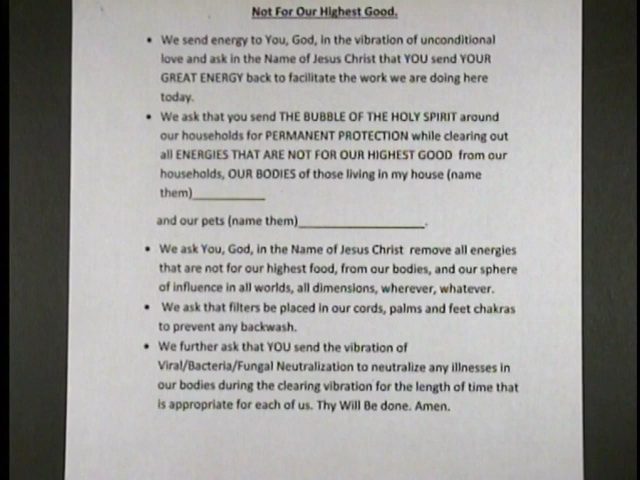 Not For Our Highest Good.
• We send energy to You, God, in the vibration of unconditional
love and ask in the Name of Jesus Christ that YOU send YOUR
GREAT ENERGY back to facilitate the work we are doing here
today.
• We ask that you send THE BUBBLE OF THE HOLY SPIRIT around
our households for PERMANENT PROTECTION while clearing out
all ENERGIES THAT ARE NOT FOR OUR HIGHEST GOOD from our
households, OUR BODIES of those living in my house (name
them)___________
and our pets (name them)___________________.
• We ask You, God, in the Name of Jesus Christ remove all energies
that are not for our highest food, from our bodies, and our sphere
of influence in all worlds, all dimensions, wherever, whatever.
• We ask that filters be placed in our cords, palms and feet chakras
to prevent any backwash.
• We further ask that YOU send the vibration of
Viral/Bacteria/Fungal Neutralization to neutralize any illnesses in
our bodies during the clearing vibration for the length of time that
is appropriate for each of us. Thy Will Be done. Amen.